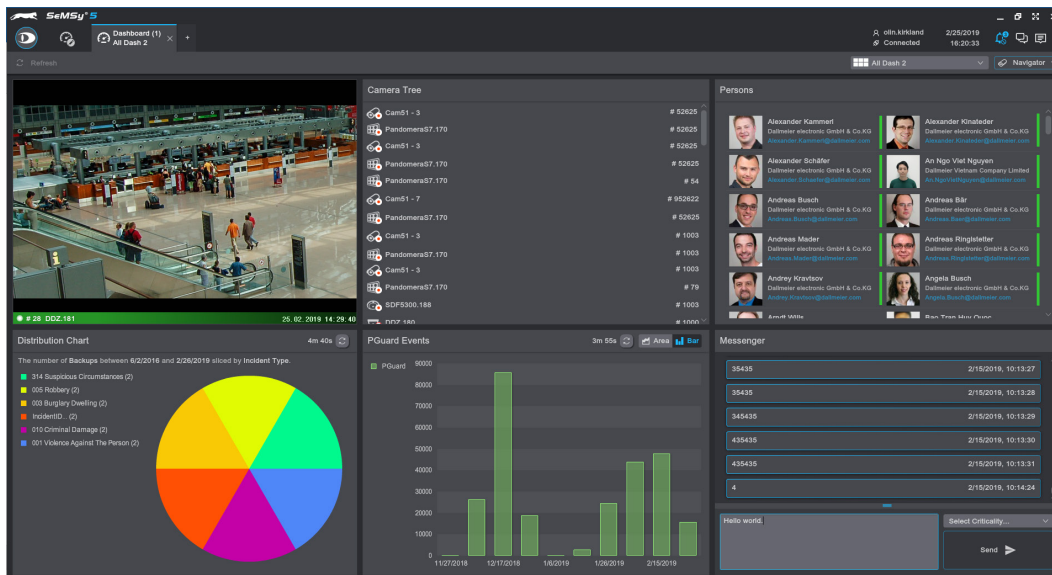 SeMSy® 5
Dashboard (1)
All Dash 2
olin.kirkland
Connected
2/25/2019
16:20:33
Refresh
All Dash 2
Navigator
# 28 DDZ.181
25.02.2019 14:29:40
Camera Tree
Cam51 - 3 # 52625
PandomeraS7.170 # 52625
Cam51 - 3 # 52625
PandomeraS7.170 # 52625
PandomeraS7.170 # 54
Cam51 - 7 # 952622
PandomeraS7.170 # 52625
Cam51 - 3 # 1003
PandomeraS7.170 # 1003
Cam51 - 3 # 1003
PandomeraS7.170 # 79
SDF5300.188 # 1003
DDZ.180 # 1000
Persons
Alexander Kammerl
Dallmeier electronic GmbH & Co.KG
Alexander.Kammerl@dallmeier.com
Alexander Klnateder
Dallmeier electronic GmbH & Co.KG
Alexander.Klnateder@dallmeier.com
Alexander Schäfer
Dallmeier electronic GmbH & Co.KG
Alexander.Schaefer@dallmeier.com
An Ngo Viet Nguyen
Dallmeier Vietnam Company Limited
An.NgoVietNguyen@dallmeier.com
Andreas Busch
Dallmeier electronic GmbH & Co.KG
Andreas.Busch@dallmeier.com
Andreas Bär
Dallmeier electronic GmbH & Co.KG
Andreas.Baer@dallmeier.com
Andreas Mader
Dallmeier electronic GmbH & Co.KG
Andreas.Mader@dallmeier.com
Andreas Ringlstetter
Dallmeier electronic GmbH & Co.KG
Andreas.Ringlstetter@dallmeier.com
Andrey Kravtsov
Dallmeier electronic GmbH & Co.KG
Andrey.Kravtsov@dallmeier.com
Angela Busch
Dallmeier electronic GmbH & Co.KG
Angela.Busch@dallmeier.com
Arndt Wills
Bao Tran Huy Quoc
Distribution Chart
4m 40s
The number of Backups between 6/2/2016 and 2/26/2019 sliced by Incident Type.
314 Suspicious Circumstances (2)
005 Robbery (2)
003 Burglary Dwelling (2)
IncidentID... (2)
010 Criminal Damage (2)
001 Violence Against The Person (2)
PGuard Events
3m 55s
Area
Bar
PGuard
90000
80000
70000
60000
50000
40000
30000
20000
10000
0
11/27/2018 12/17/2018 1/6/2019 1/26/2019 2/15/2019
Messenger
35435 2/15/2019, 10:13:27
35435 2/15/2019, 10:13:28
345435 2/15/2019, 10:13:29
435435 2/15/2019, 10:13:30
435435 2/15/2019, 10:13:31
4 2/15/2019, 10:14:24
Hello world.
Select Criticality...
Send